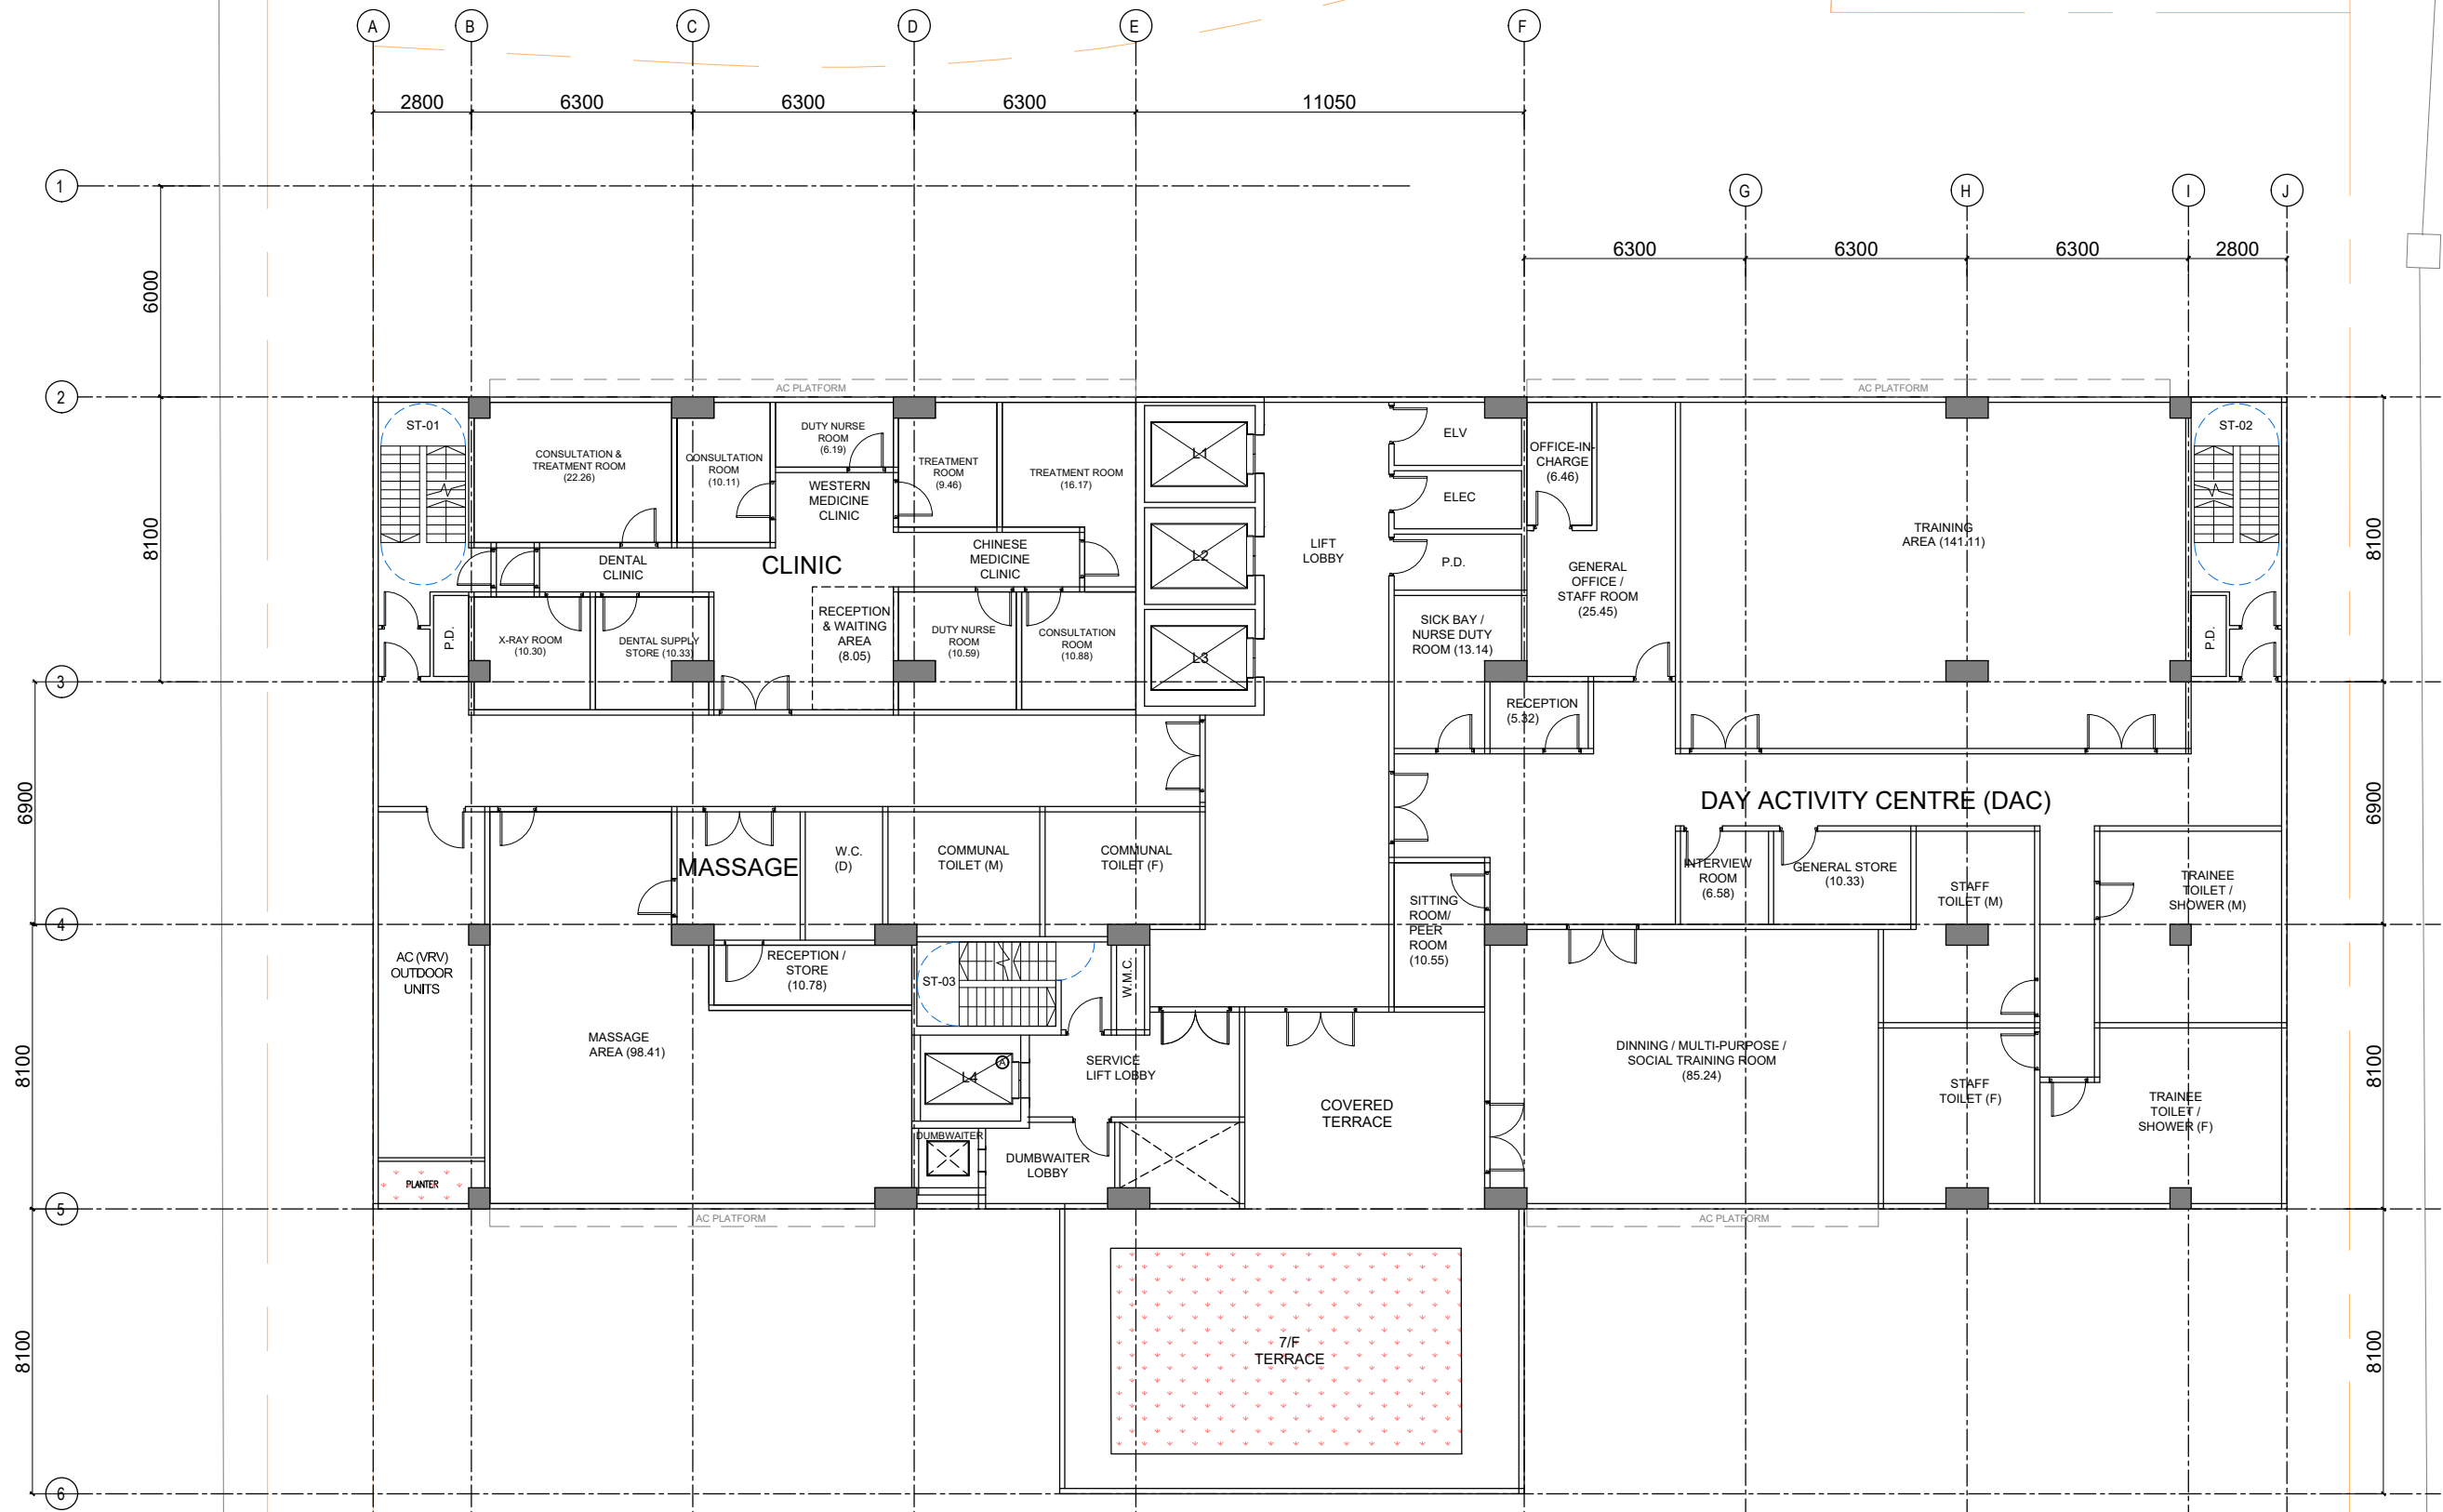 A
B
C
D
E
F
2800
6300
6300
6300
11050
1
G
H
I
J
6300
6300
6300
2800
6000
2
AC PLATFORM
AC PLATFORM
ST-01
CONSULTATION &
TREATMENT ROOM
(22.26)
CONSULTATION
ROOM
(10.11)
DUTY NURSE
ROOM
(6.19)
WESTERN
MEDICINE
CLINIC
TREATMENT
ROOM
(9.46)
TREATMENT ROOM
(16.17)
L1
L2
L3
LIFT
LOBBY
ELV
ELEC
P.D.
OFFICE-IN-
CHARGE
(6.46)
GENERAL
OFFICE /
STAFF ROOM
(25.45)
TRAINING
AREA (141.11)
ST-02
8100
8100
DENTAL
CLINIC
CLINIC
CHINESE
MEDICINE
CLINIC
RECEPTION
& WAITING
AREA
(8.05)
P.D.
X-RAY ROOM
(10.30)
DENTAL SUPPLY
STORE (10.33)
DUTY NURSE
ROOM
(10.59)
CONSULTATION
ROOM
(10.88)
SICK BAY /
NURSE DUTY
ROOM (13.14)
P.D.
3
RECEPTION
(5.32)
6900
6900
DAY ACTIVITY CENTRE (DAC)
MASSAGE
W.C.
(D)
COMMUNAL
TOILET (M)
COMMUNAL
TOILET (F)
INTERVIEW
ROOM
(6.58)
GENERAL STORE
(10.33)
STAFF
TOILET (M)
TRAINEE
TOILET /
SHOWER (M)
SITTING
ROOM/
PEER
ROOM
(10.55)
4
AC (VRV)
OUTDOOR
UNITS
RECEPTION /
STORE
(10.78)
ST-03
W.M.C.
MASSAGE
AREA (98.41)
8100
8100
L4
A
SERVICE
LIFT LOBBY
DINNING / MULTI-PURPOSE /
SOCIAL TRAINING ROOM
(85.24)
STAFF
TOILET (F)
TRAINEE
TOILET /
SHOWER (F)
COVERED
TERRACE
DUMBWAITER
DUMBWAITER
LOBBY
PLANTER
5
AC PLATFORM
AC PLATFORM
8100
8100
7/F
TERRACE
6